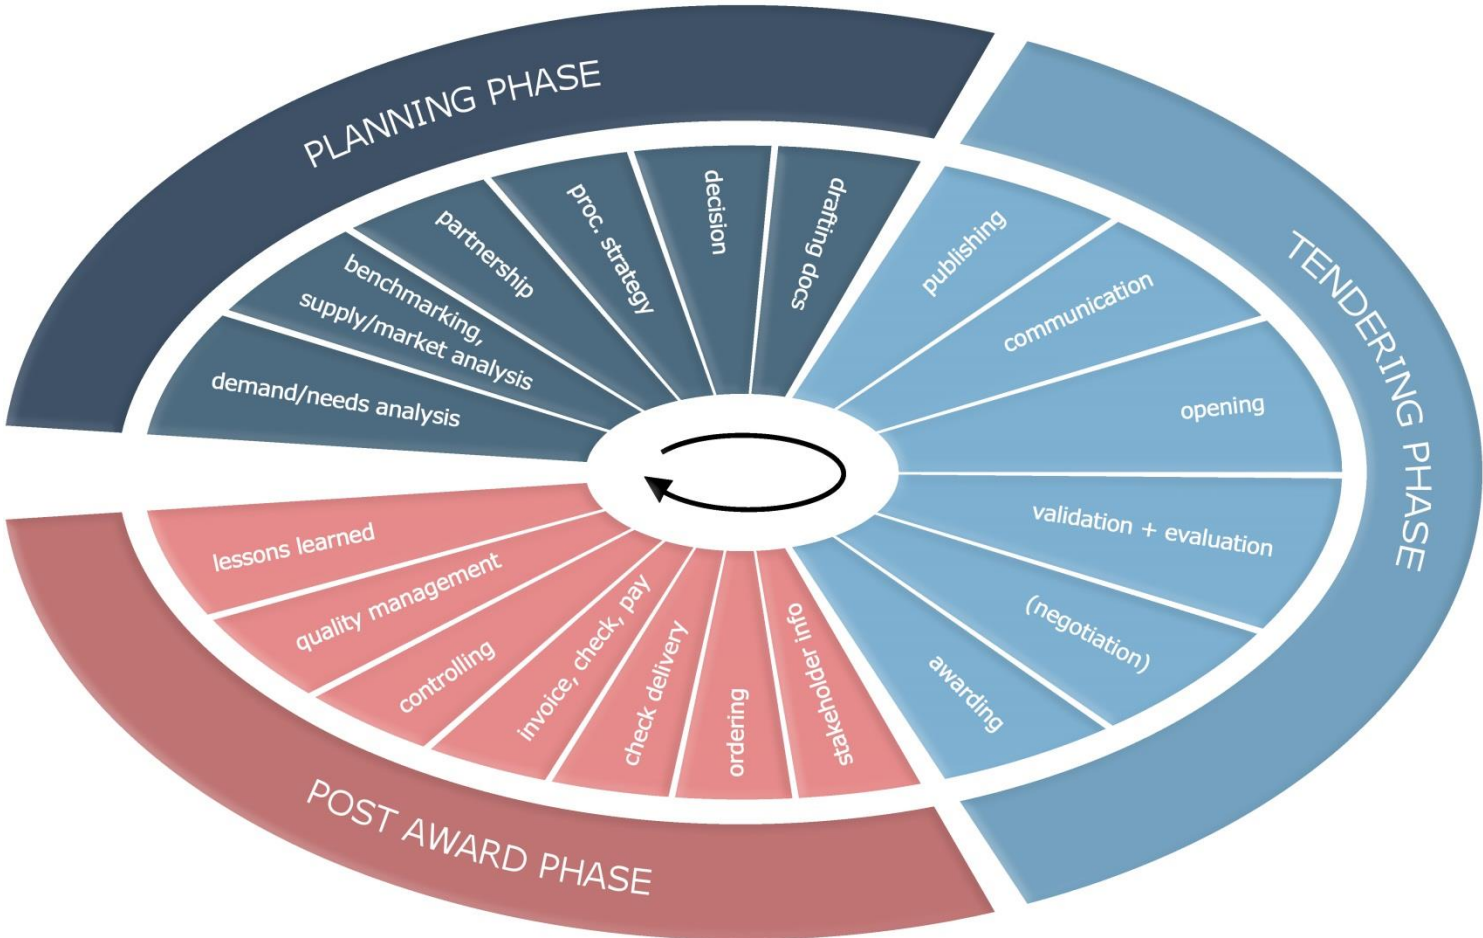 PLANNING PHASE
demand/needs analysis
benchmarking,
supply/market analysis
partnership
proc. strategy
decision
drafting docs
TENDERING PHASE
publishing
communication
opening
validation + evaluation
(negotiation)
awarding
POST AWARD PHASE
stakeholder info
ordering
check delivery
invoice, check, pay
controlling
quality management
lessons learned